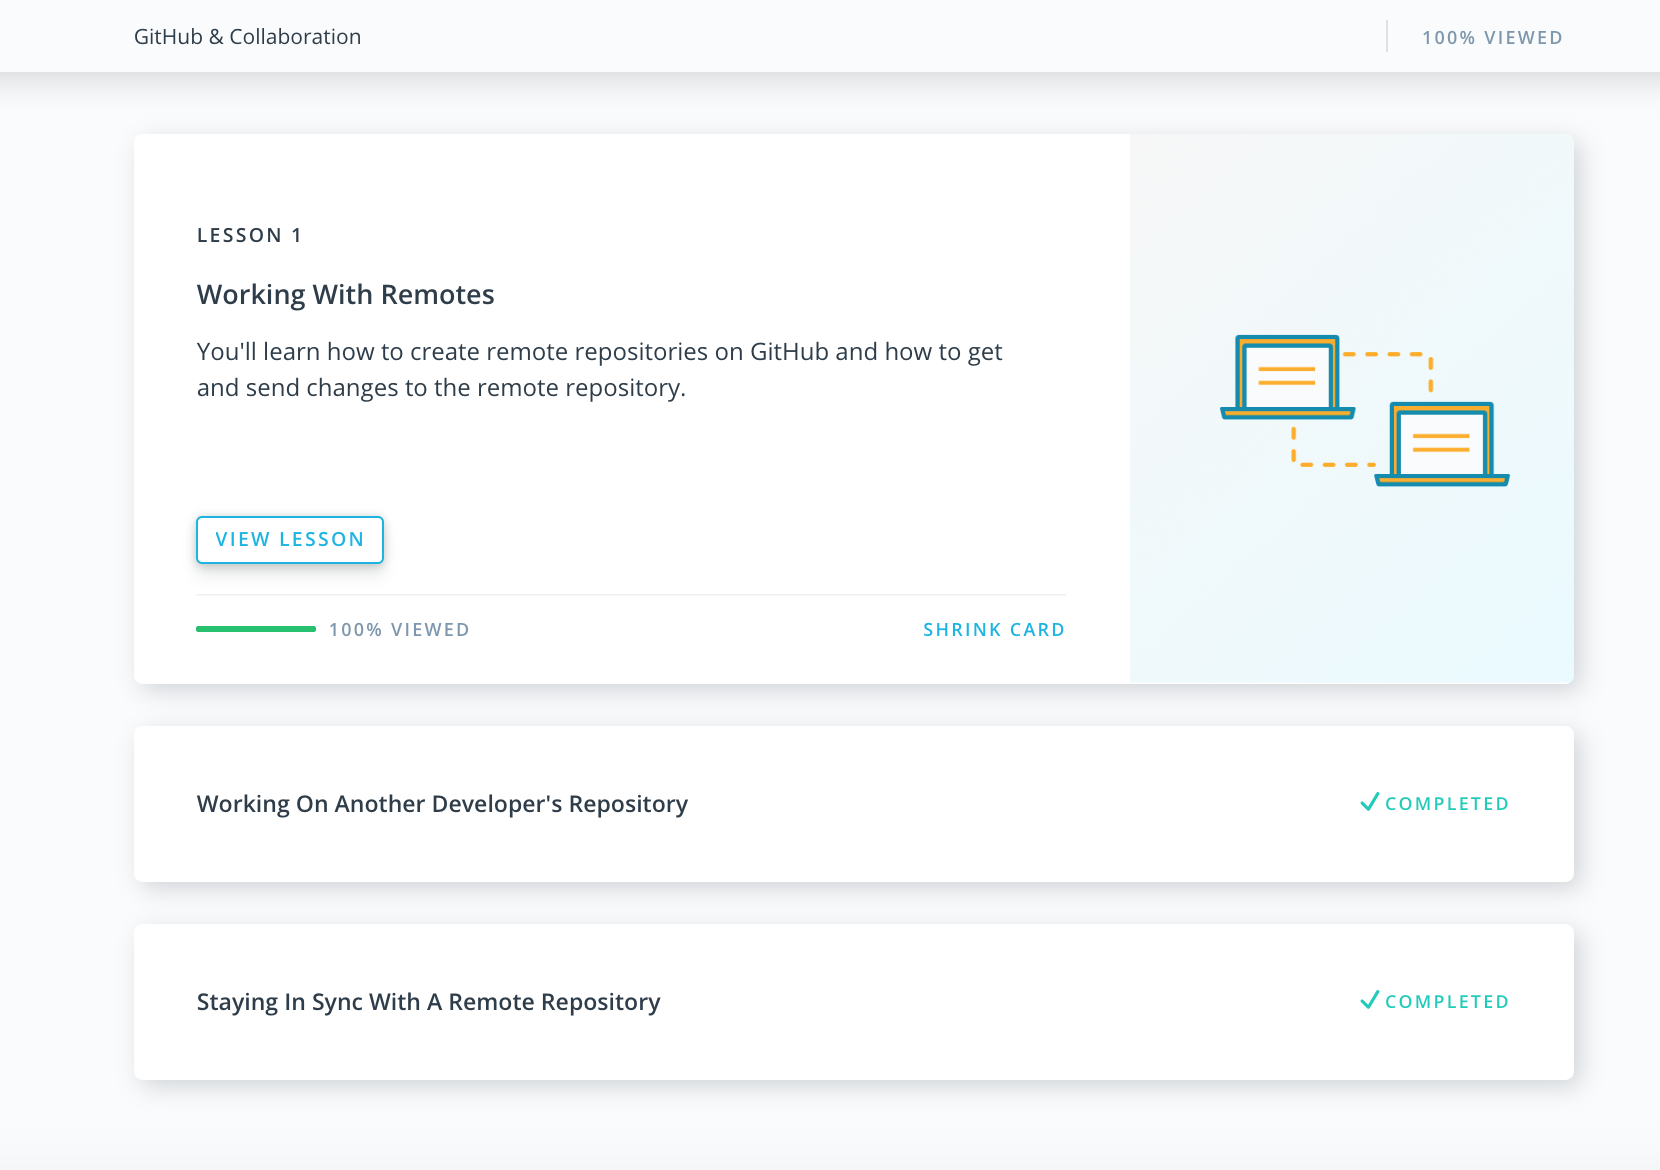 GitHub & Collaboration
100% VIEWED
LESSON 1
Working With Remotes
You'll learn how to create remote repositories on GitHub and how to get
and send changes to the remote repository.
VIEW LESSON
100% VIEWED
SHRINK CARD
Working On Another Developer's Repository
COMPLETED
Staying In Sync With A Remote Repository
COMPLETED